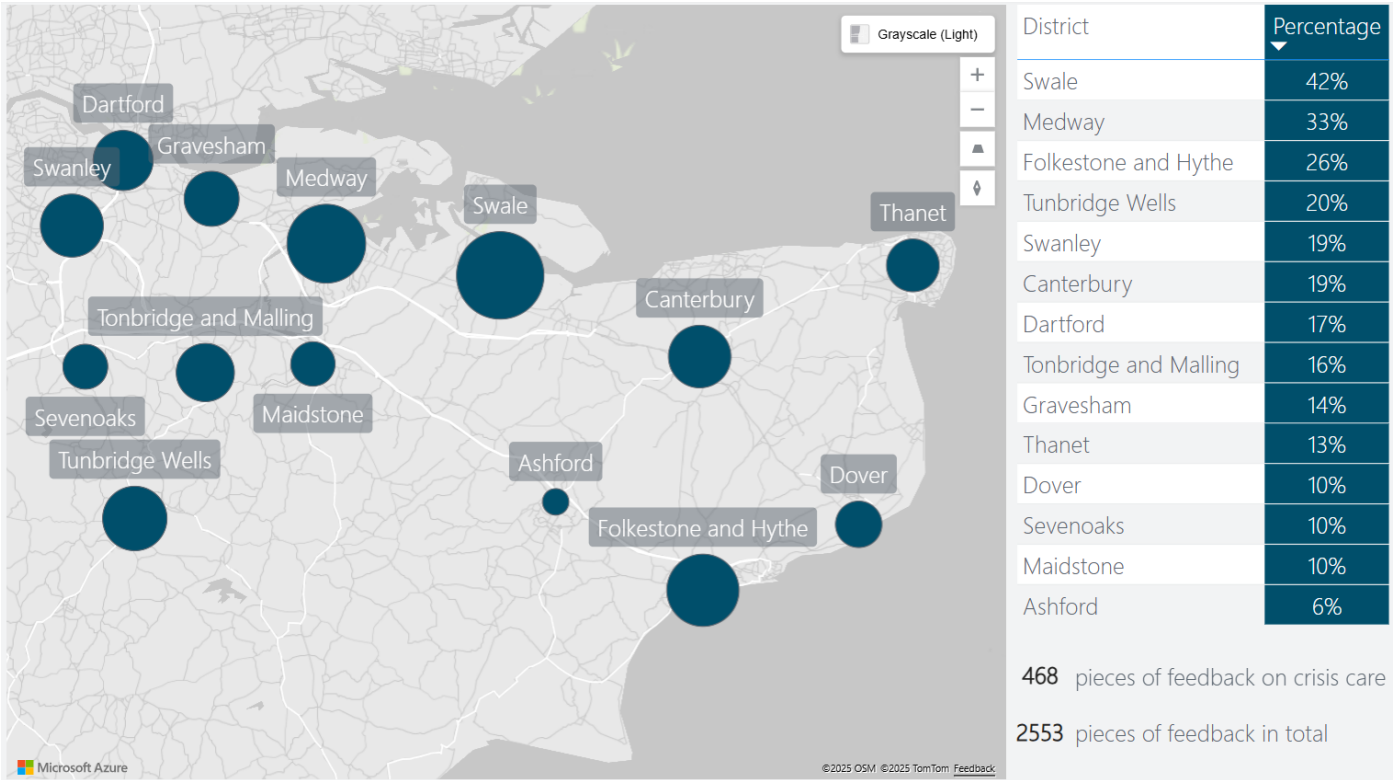 Grayscale (Light)
Dartford
Gravesham
Swanley
Medway
Swale
Thanet
Canterbury
Tonbridge and Malling
Sevenoaks
Maidstone
Tunbridge Wells
Ashford
Dover
Folkestone and Hythe
Microsoft Azure
©2025 OSM ©2025 TomTom Feedback
District Percentage
Swale 42%
Medway 33%
Folkestone and Hythe 26%
Tunbridge Wells 20%
Swanley 19%
Canterbury 19%
Dartford 17%
Tonbridge and Malling 16%
Gravesham 14%
Thanet 13%
Dover 10%
Sevenoaks 10%
Maidstone 10%
Ashford 6%
468 pieces of feedback on crisis care
2553 pieces of feedback in total